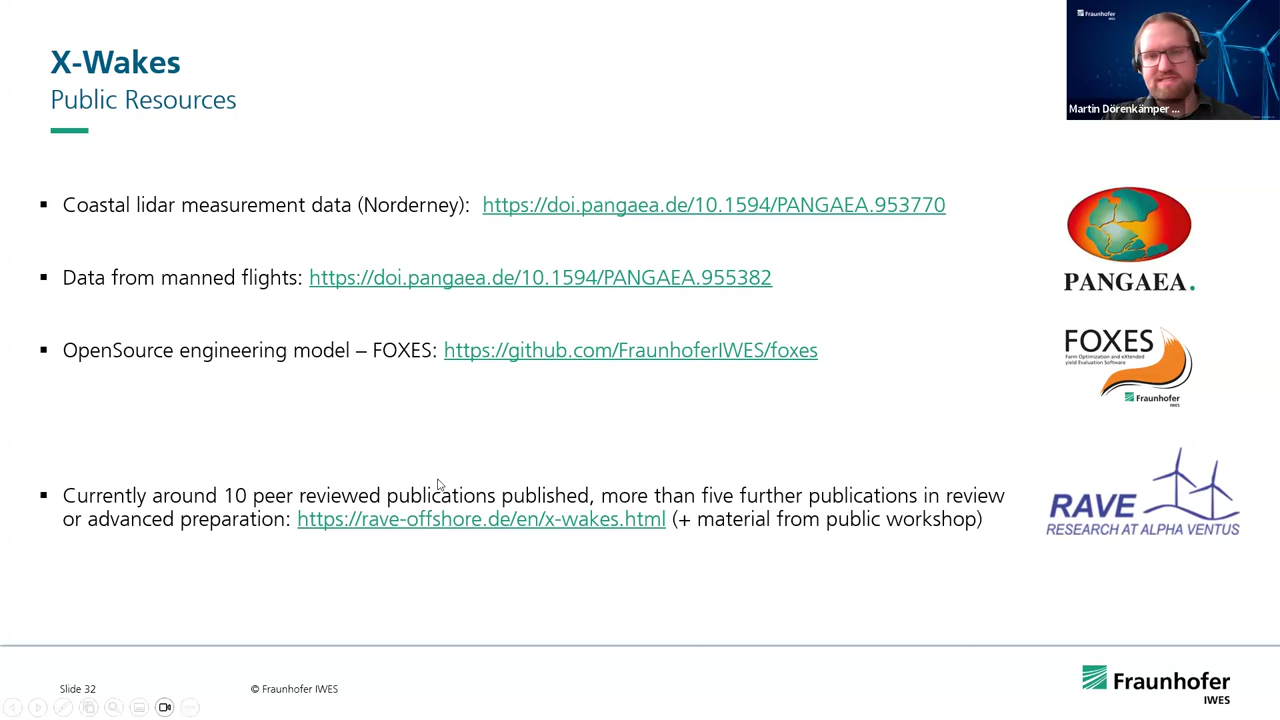 X-Wakes
Public Resources
Fraunhofer
IWES
Martin Dörenkämper ...
▪ Coastal lidar measurement data (Norderney): https://doi.pangaea.de/10.1594/PANGAEA.953770
▪ Data from manned flights: https://doi.pangaea.de/10.1594/PANGAEA.955382
▪ OpenSource engineering model – FOXES: https://github.com/FraunhoferIWES/foxes
▪ Currently around 10 peer reviewed publications published, more than five further publications in review
or advanced preparation: https://rave-offshore.de/en/x-wakes.html (+ material from public workshop)
PANGAEA.
FOXES
Farm Optimization and eXtended
yield Evaluation Software
Fraunhofer
IWES
RAVE
RESEARCH AT ALPHA VENTUS
Slide 32
© Fraunhofer IWES
Fraunhofer
IWES